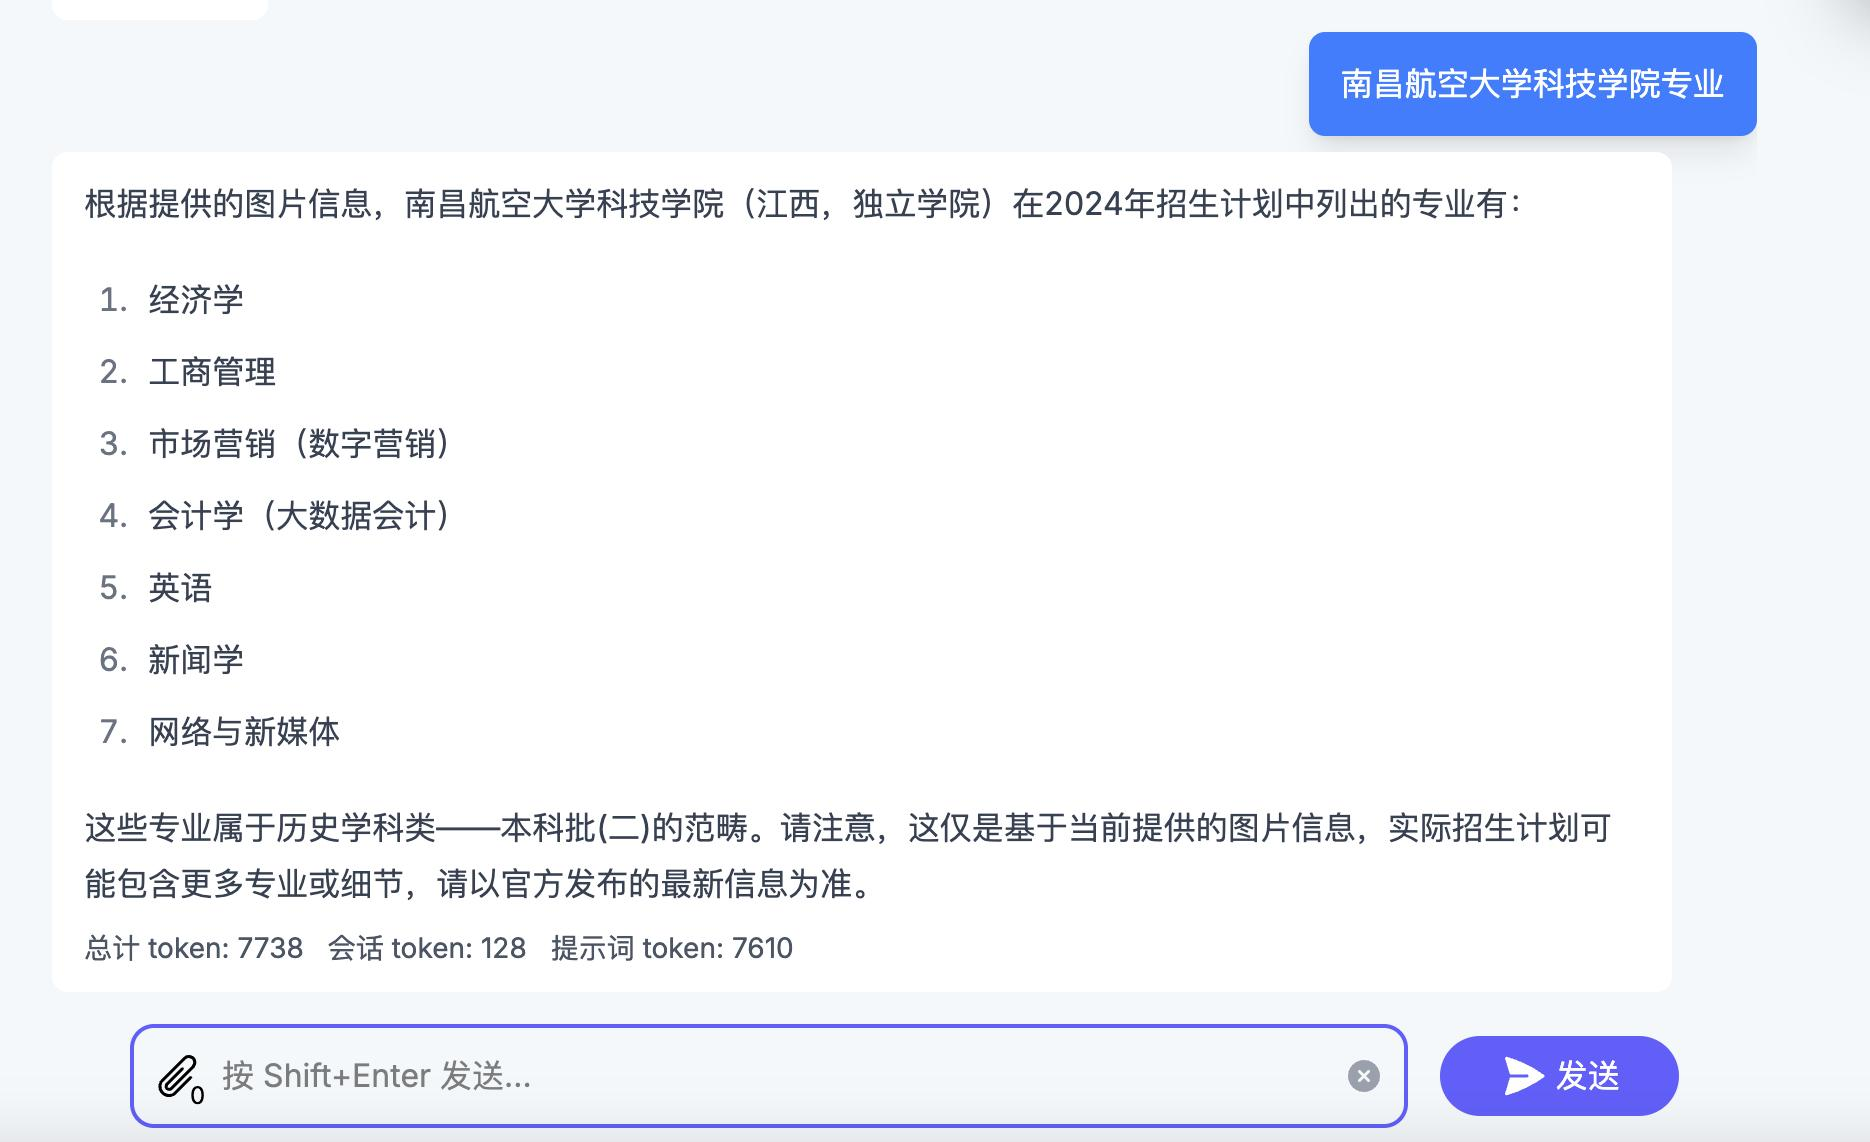 南昌航空大学科技学院专业
根据提供的图片信息，南昌航空大学科技学院（江西，独立学院）在2024年招生计划中列出的专业有：
1. 经济学
2. 工商管理
3. 市场营销（数字营销）
4. 会计学（大数据会计）
5. 英语
6. 新闻学
7. 网络与新媒体
这些专业属于历史学科类——本科批(二)的范畴。请注意，这仅是基于当前提供的图片信息，实际招生计划可
能包含更多专业或细节，请以官方发布的最新信息为准。
总计 token: 7738 会话 token: 128 提示词 token: 7610
0 按 Shift+Enter 发送... 发送